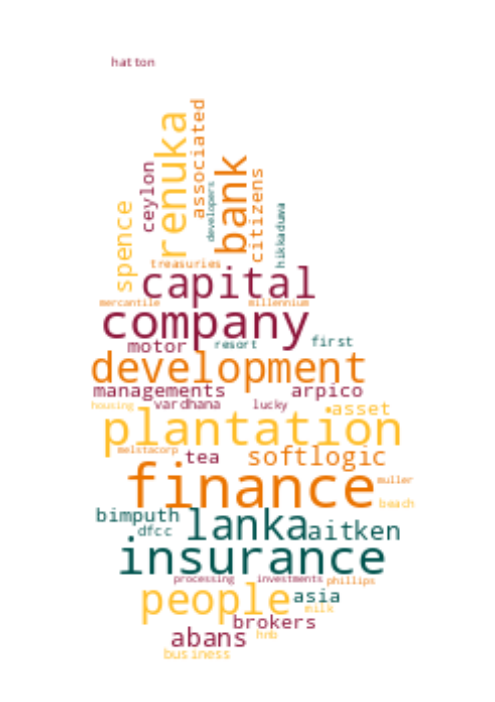 hatton
renuka
associated
ceylon
developers
bank
citizens
spence
hikkaduwa
treasuries
capital
mercantile millennium
company
motor resort first
development
managements arpico
housing vardhana lucky asset
plantation
melstacorp tea softlogic
finance muller
beach
bimputh lanka aitken
dfcc
insurance
processing investments phillips
people asia
milk
brokers
abans hnb
business